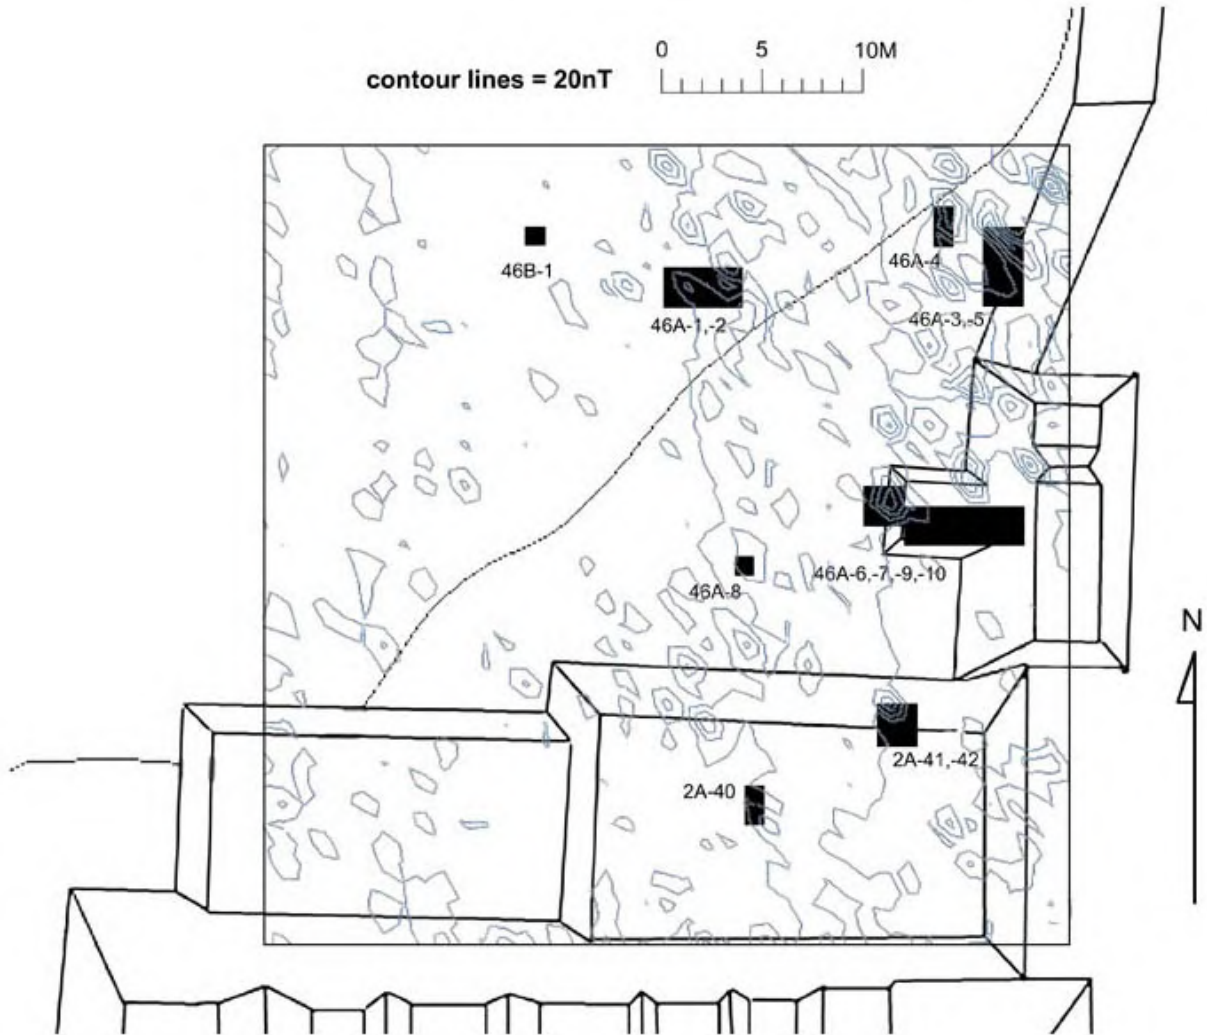 0 5 10M
contour lines = 20nT
46A-4
46B-1
46A-1,-2
46A-3,-5
46A-6,-7,-9,-10
46A-8
N
2A-41,-42
2A-40